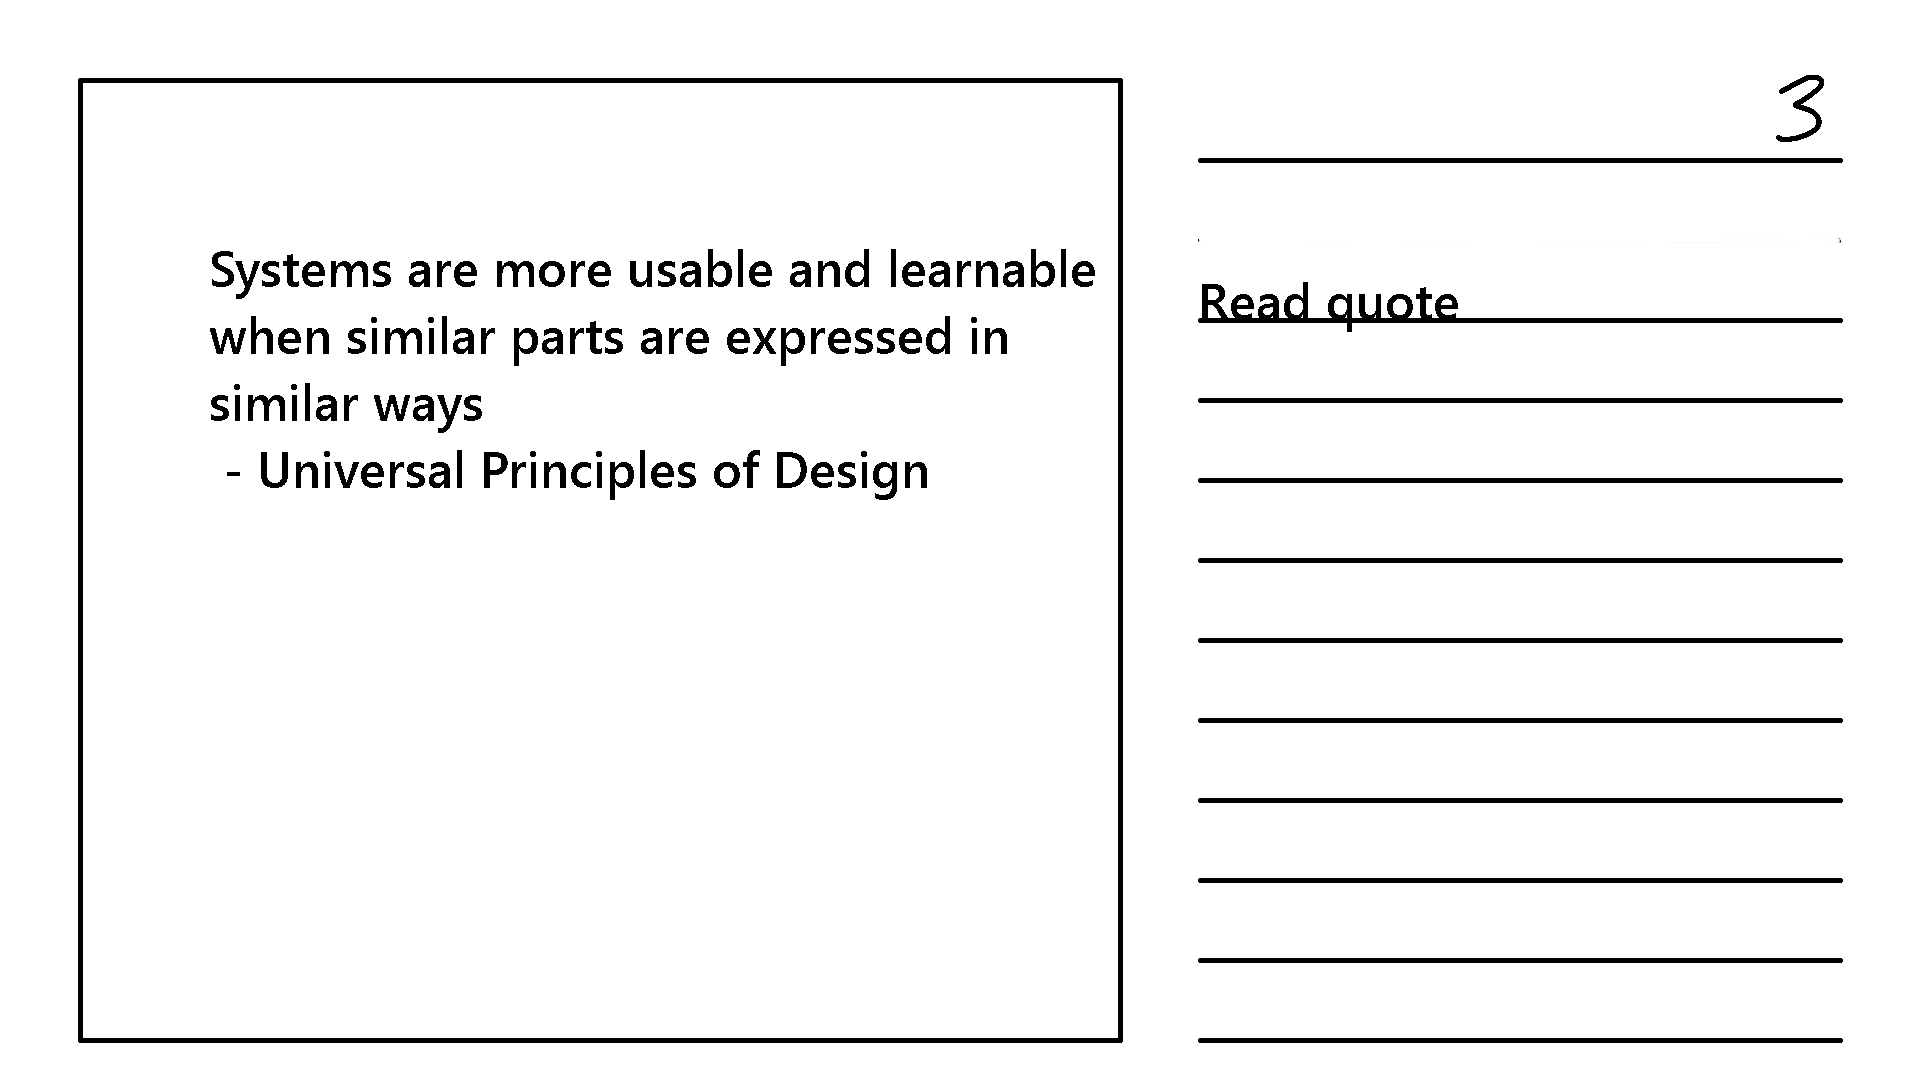 3
Systems are more usable and learnable
when similar parts are expressed in
similar ways
- Universal Principles of Design
Read quote